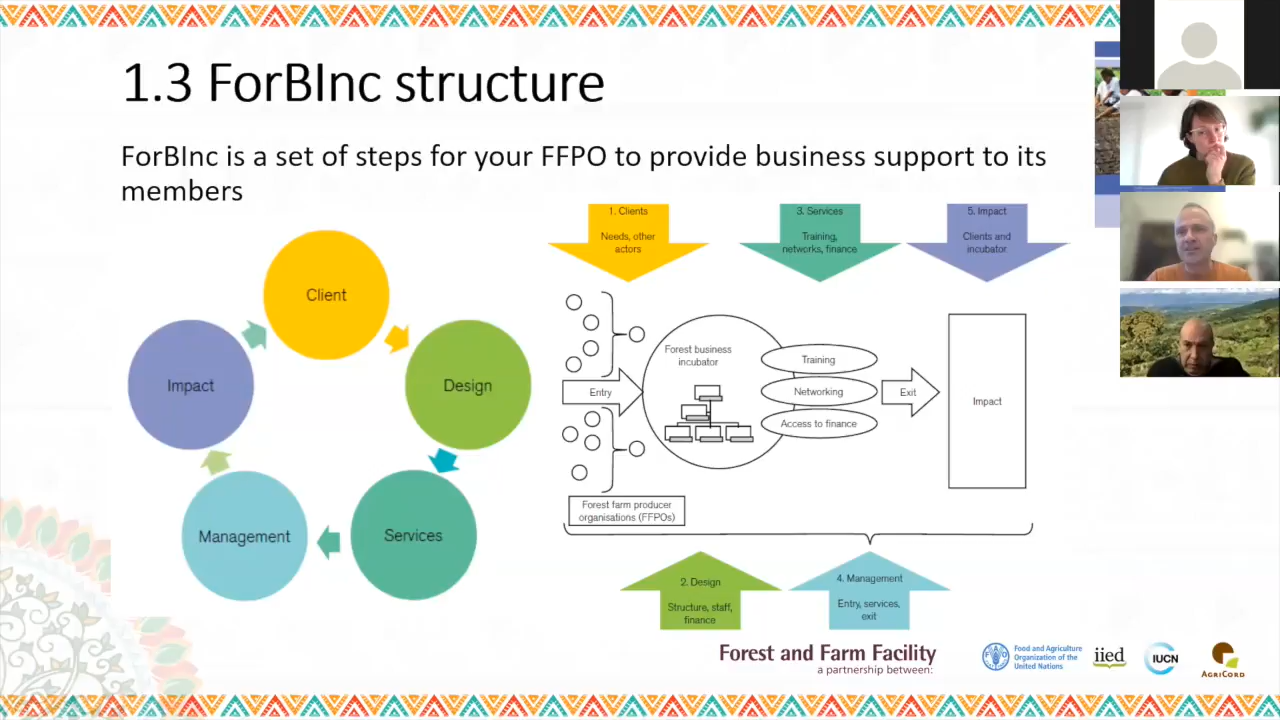 1.3 ForBInc structure
ForBInc is a set of steps for your FFPO to provide business support to its
members
Client
Design
Services
Management
Impact
1. Clients
Needs, other
actors
3. Services
Training,
networks, finance
5. Impact
Clients and
incubator
Entry
Forest business
incubator
Training
Networking
Access to finance
Exit
Impact
Forest farm producer
organisations (FFPOs)
2. Design
Structure, staff,
finance
4. Management
Entry, services,
exit
Forest and Farm Facility
a partnership between:
Food and Agriculture
Organization of the
United Nations
iied
IUCN
AGRICORD